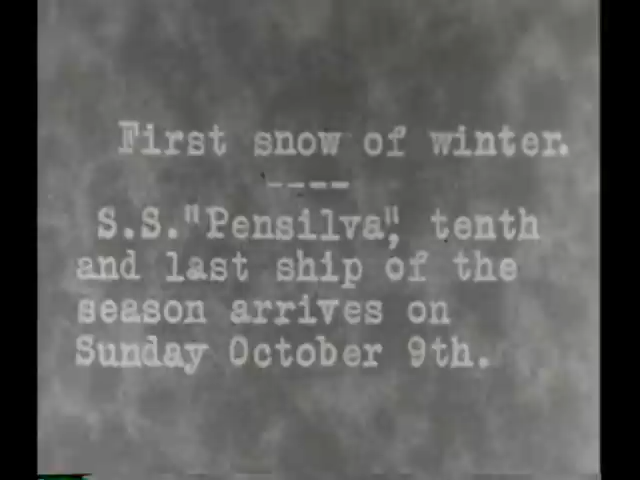 First snow of winter.
----
S.S."Pensilva", tenth
and last ship of the
season arrives on
Sunday October 9th.